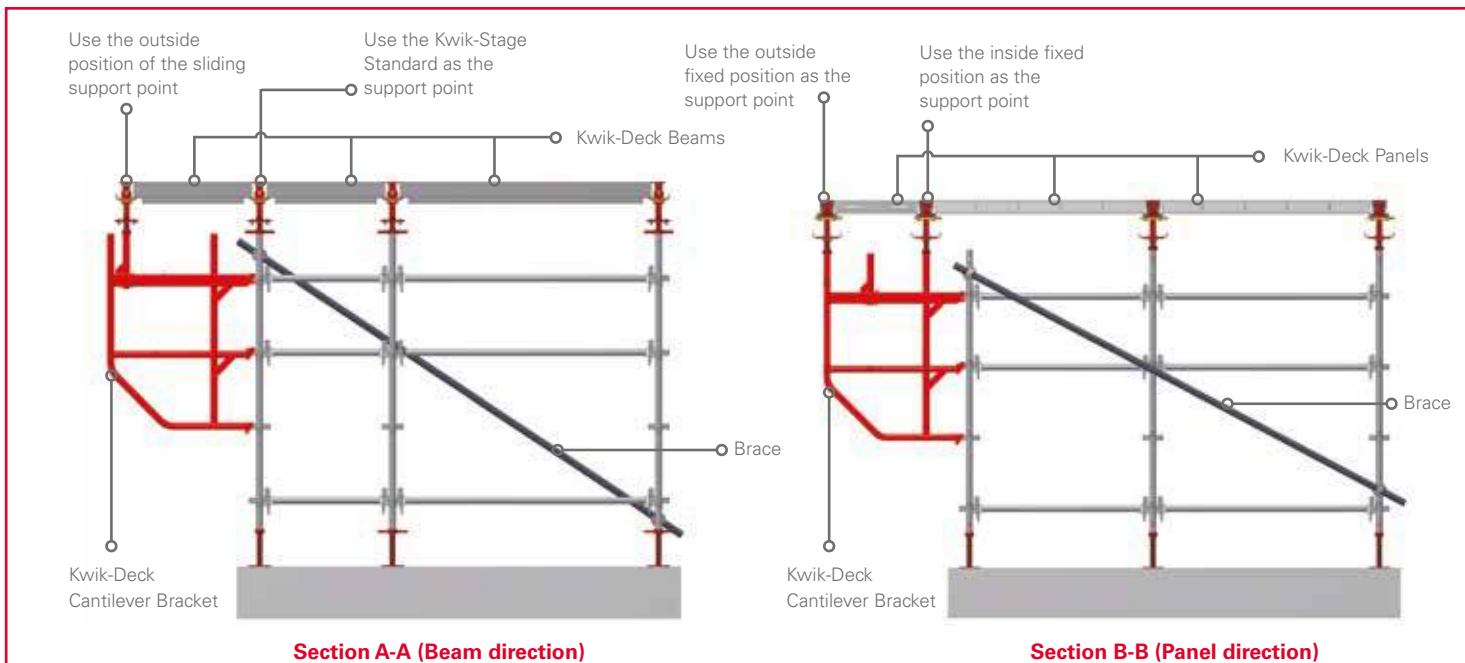 Use the outside
position of the sliding
support point
Use the Kwik-Stage
Standard as the
support point
Kwik-Deck Beams
Brace
Kwik-Deck
Cantilever Bracket
Section A-A (Beam direction)
Use the outside
fixed position as the
support point
Use the inside fixed
position as the
support point
Kwik-Deck Panels
Brace
Kwik-Deck
Cantilever Bracket
Section B-B (Panel direction)